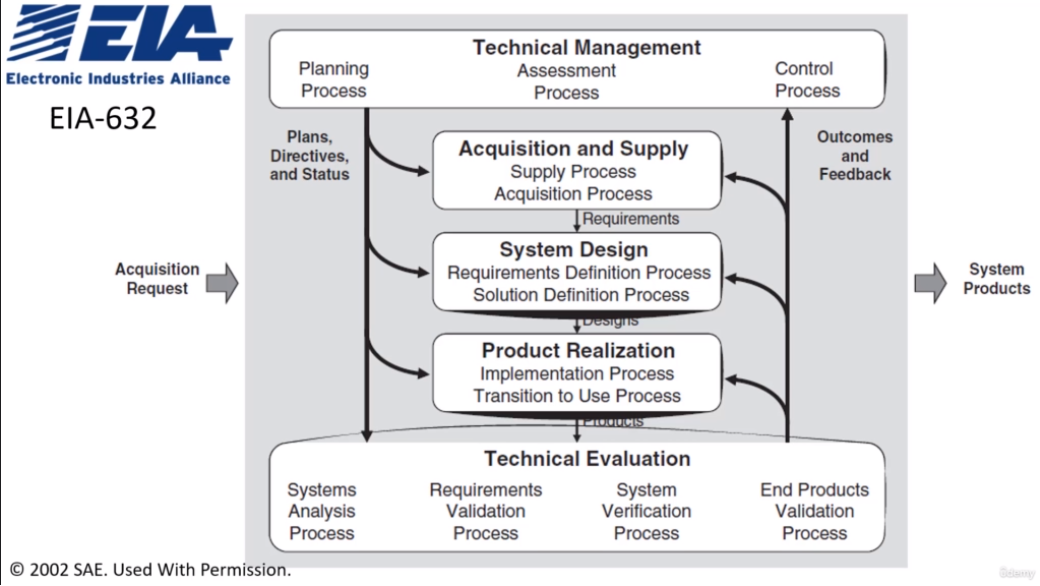 EIA
Electronic Industries Alliance
EIA-632
Technical Management
Planning
Process
Assessment
Process
Control
Process
Plans,
Directives,
and Status
Outcomes
and
Feedback
Acquisition and Supply
Supply Process
Acquisition Process
Requirements
System Design
Requirements Definition Process
Solution Definition Process
Designs
Acquisition
Request
System
Products
Product Realization
Implementation Process
Transition to Use Process
Products
Technical Evaluation
Systems
Analysis
Process
Requirements
Validation
Process
System
Verification
Process
End Products
Validation
Process
© 2002 SAE. Used With Permission.
ûdemy